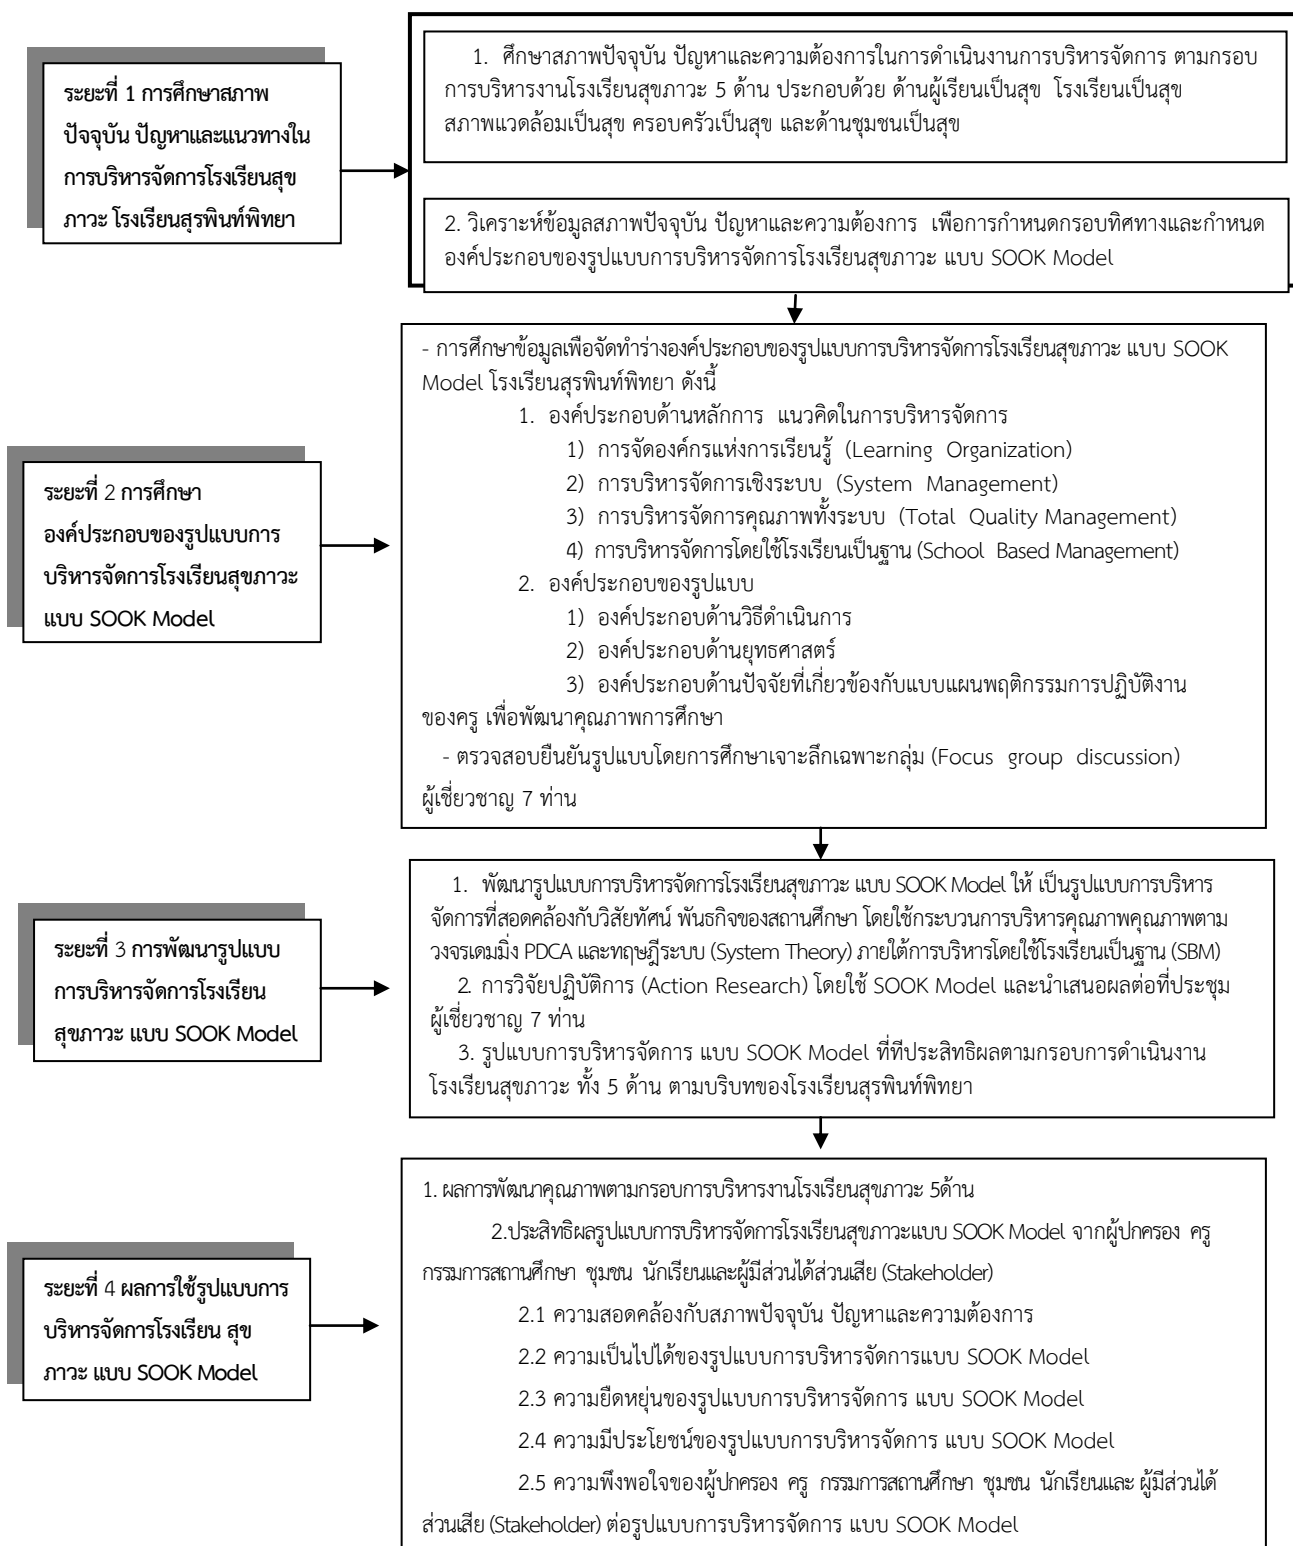 ระยะที่ 1 การศึกษาสภาพ
ปัจจุบัน ปัญหาและแนวทางใน
การบริหารจัดการโรงเรียนสุข
ภาวะ โรงเรียนสุรพินท์พิทยา
1. ศึกษาสภาพปัจจุบัน ปัญหาและความต้องการในการดำเนินงานการบริหารจัดการ ตามกรอบ
การบริหารงานโรงเรียนสุขภาวะ 5 ด้าน ประกอบด้วย ด้านผู้เรียนเป็นสุข โรงเรียนเป็นสุข
สภาพแวดล้อมเป็นสุข ครอบครัวเป็นสุข และด้านชุมชนเป็นสุข
2. วิเคราะห์ข้อมูลสภาพปัจจุบัน ปัญหาและความต้องการ เพื่อการกำหนดกรอบทิศทางและกำหนด
องค์ประกอบของรูปแบบการบริหารจัดการโรงเรียนสุขภาวะ แบบ SOOK Model
ระยะที่ 2 การศึกษา
องค์ประกอบของรูปแบบการ
บริหารจัดการโรงเรียนสุขภาวะ
แบบ SOOK Model
- การศึกษาข้อมูลเพื่อจัดทำร่างองค์ประกอบของรูปแบบการบริหารจัดการโรงเรียนสุขภาวะ แบบ SOOK
Model โรงเรียนสุรพินท์พิทยา ดังนี้
1. องค์ประกอบด้านหลักการ แนวคิดในการบริหารจัดการ
1) การจัดองค์กรแห่งการเรียนรู้ (Learning Organization)
2) การบริหารจัดการเชิงระบบ (System Management)
3) การบริหารจัดการคุณภาพทั้งระบบ (Total Quality Management)
4) การบริหารจัดการโดยใช้โรงเรียนเป็นฐาน (School Based Management)
2. องค์ประกอบของรูปแบบ
1) องค์ประกอบด้านวิธีดำเนินการ
2) องค์ประกอบด้านยุทธศาสตร์
3) องค์ประกอบด้านปัจจัยที่เกี่ยวข้องกับแบบแผนพฤติกรรมการปฏิบัติงาน
ของครู เพื่อพัฒนาคุณภาพการศึกษา
- ตรวจสอบยืนยันรูปแบบโดยการศึกษาเจาะลึกเฉพาะกลุ่ม (Focus group discussion)
ผู้เชี่ยวชาญ 7 ท่าน
ระยะที่ 3 การพัฒนารูปแบบ
การบริหารจัดการโรงเรียน
สุขภาวะ แบบ SOOK Model
1. พัฒนารูปแบบการบริหารจัดการโรงเรียนสุขภาวะ แบบ SOOK Model ให้ เป็นรูปแบบการบริหาร
จัดการที่สอดคล้องกับวิสัยทัศน์ พันธกิจของสถานศึกษา โดยใช้กระบวนการบริหารคุณภาพคุณภาพตาม
วงจรเดมมิ่ง PDCA และทฤษฎีระบบ (System Theory) ภายใต้การบริหารโดยใช้โรงเรียนเป็นฐาน (SBM)
2. การวิจัยปฏิบัติการ (Action Research) โดยใช้ SOOK Model และนำเสนอผลต่อที่ประชุม
ผู้เชี่ยวชาญ 7 ท่าน
3. รูปแบบการบริหารจัดการ แบบ SOOK Model ที่ทีประสิทธิผลตามกรอบการดำเนินงาน
โรงเรียนสุขภาวะ ทั้ง 5 ด้าน ตามบริบทของโรงเรียนสุรพินท์พิทยา
ระยะที่ 4 ผลการใช้รูปแบบการ
บริหารจัดการโรงเรียน สุข
ภาวะ แบบ SOOK Model
1. ผลการพัฒนาคุณภาพตามกรอบการบริหารงานโรงเรียนสุขภาวะ 5ด้าน
2.ประสิทธิผลรูปแบบการบริหารจัดการโรงเรียนสุขภาวะแบบ SOOK Model จากผู้ปกครอง ครู
กรรมการสถานศึกษา ชุมชน นักเรียนและผู้มีส่วนได้ส่วนเสีย (Stakeholder)
2.1 ความสอดคล้องกับสภาพปัจจุบัน ปัญหาและความต้องการ
2.2 ความเป็นไปได้ของรูปแบบการบริหารจัดการแบบ SOOK Model
2.3 ความยืดหยุ่นของรูปแบบการบริหารจัดการ แบบ SOOK Model
2.4 ความมีประโยชน์ของรูปแบบการบริหารจัดการ แบบ SOOK Model
2.5 ความพึงพอใจของผู้ปกครอง ครู กรรมการสถานศึกษา ชุมชน นักเรียนและ ผู้มีส่วนได้
ส่วนเสีย (Stakeholder) ต่อรูปแบบการบริหารจัดการ แบบ SOOK Model